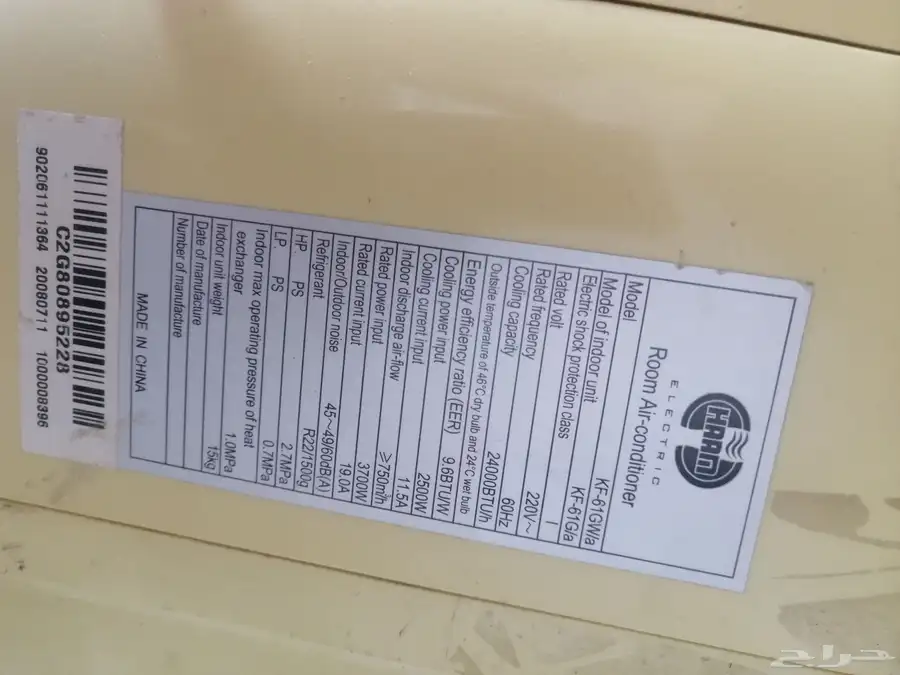 HAAM
ELECTRIC
Room Air-conditioner
Model KF-61GW/a
Model of indoor unit KF-61G/a
Electric shock protection class I
Rated volt 220V~
Rated frequency 60Hz
Cooling capacity 24000BTU/h
Outside temperature of 46°C dry bulb and 24°C wet bulb
Energy efficiency ratio (EER) 9.6BTU/W
Cooling power input 2500W
Cooling current input 11.5A
Indoor discharge air-flow ≥750m³/h
Rated power input 3700W
Rated current input 19.0A
Indoor/Outdoor noise 45~49/60dB(A)
Refrigerant R22/1500g
HP. PS 2.7MPa
LP. PS 0.7MPa
Indoor max operating pressure of heat
exchanger 1.0MPa
Indoor unit weight 15kg
Date of manufacture
Number of manufacture
MADE IN CHINA
C2G80895228
9020611111364 20080711 1000008396
حراج